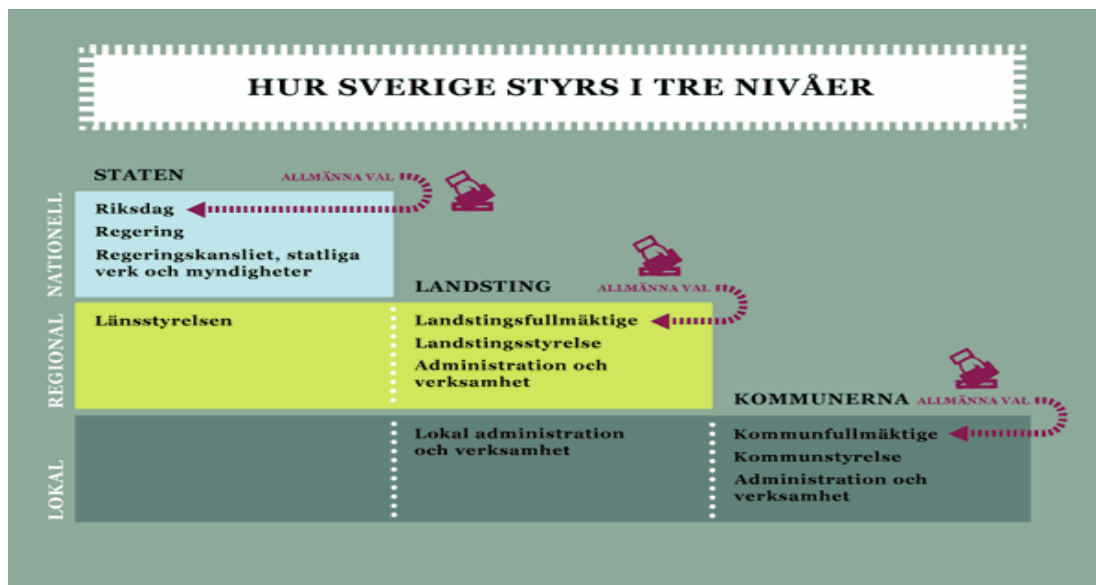 HUR SVERIGE STYRS I TRE NIVÅER
STATEN
ALLMÄNNA VAL
NATIONELL
Riksdag
Regering
Regeringskansliet, statliga
verk och myndigheter
LANDSTING
ALLMÄNNA VAL
REGIONAL
Länsstyrelsen
Landstingsfullmäktige
Landstingsstyrelse
Administration och
verksamhet
KOMMUNERNA
ALLMÄNNA VAL
LOKAL
Lokal administration
och verksamhet
Kommunfullmäktige
Kommunstyrelse
Administration och
verksamhet